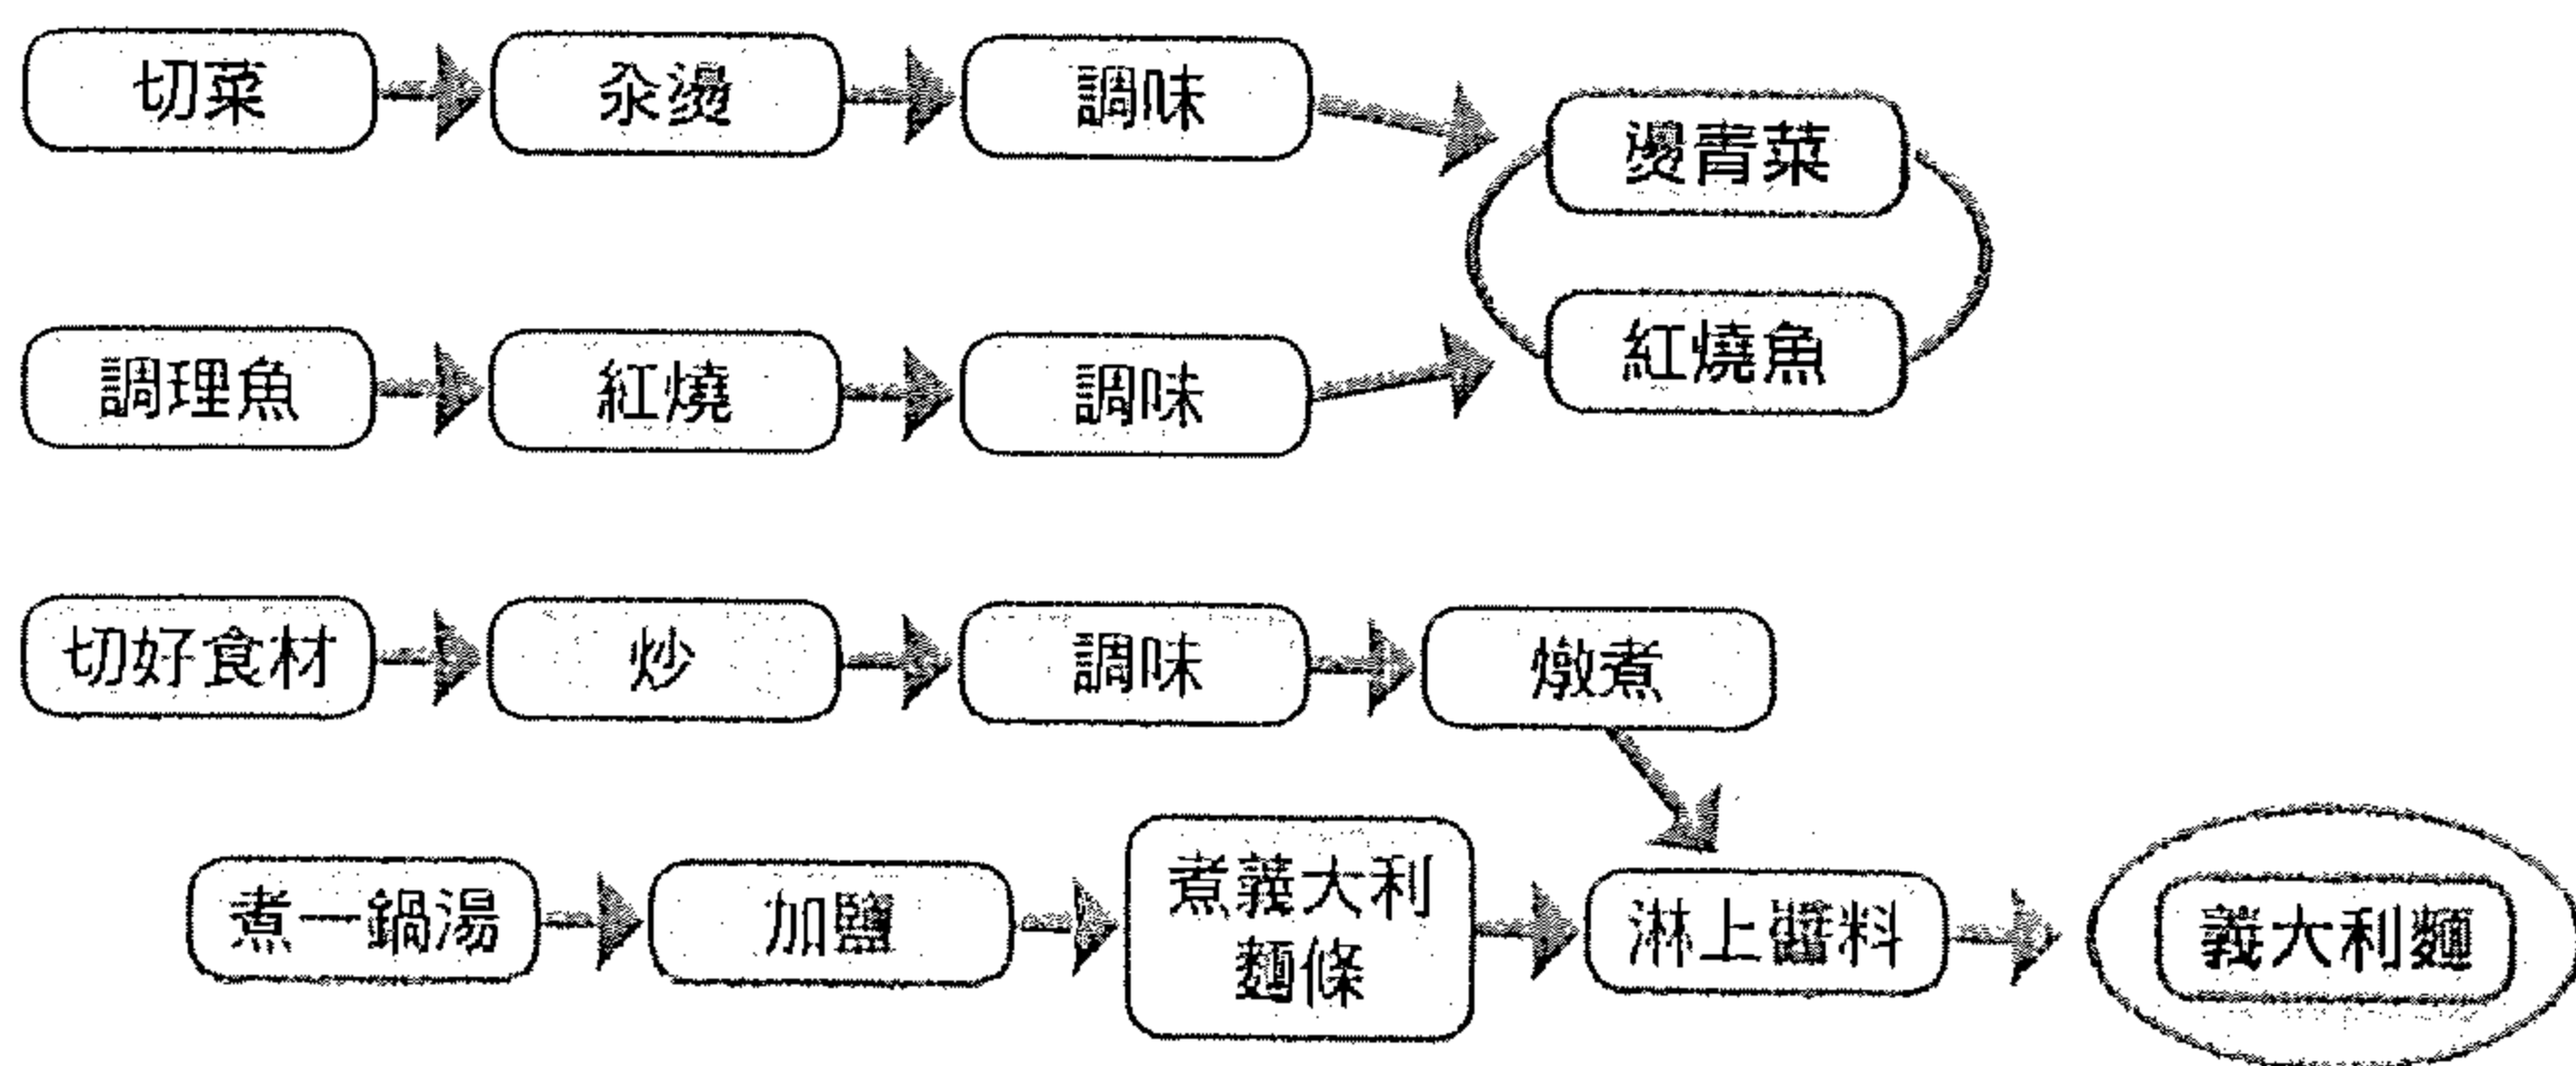 切菜
汆燙
調味
燙青菜
調理魚
紅燒
調味
紅燒魚
切好食材
炒
調味
燉煮
煮一鍋湯
加鹽
煮義大利
麵條
淋上醬料
義大利麵